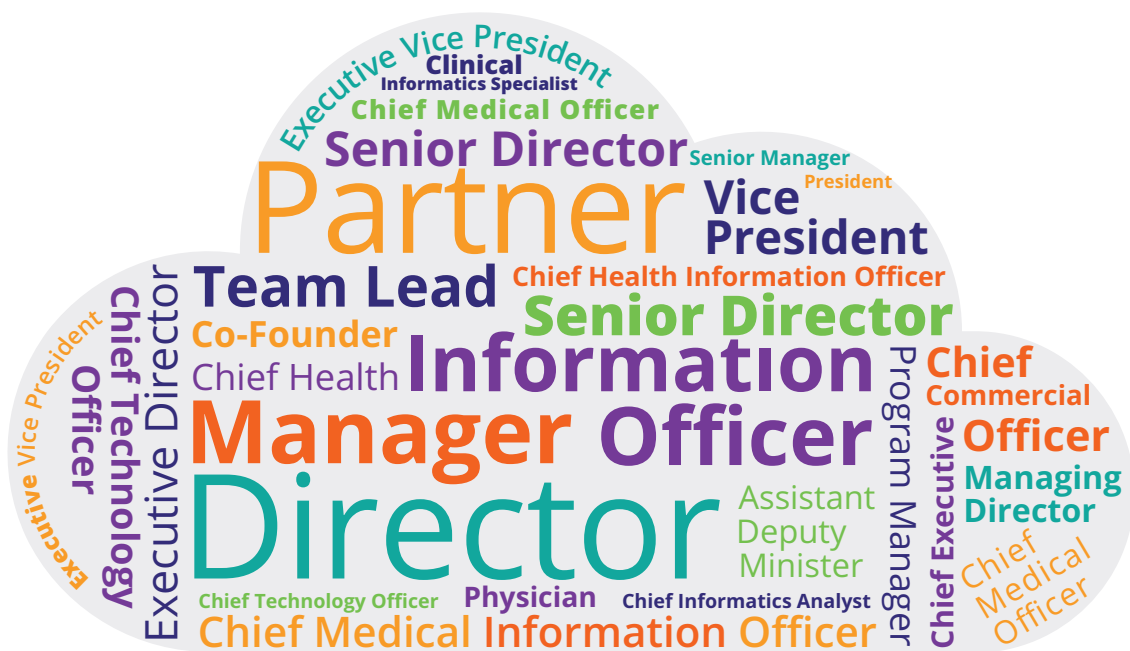 Executive Vice President
Clinical
Informatics Specialist
Chief Medical Officer
Senior Director
Senior Manager
Partner
President
Vice
President
Team Lead
Chief Health Information Officer
Senior Director
Co-Founder
Chief Health
Information
Officer
Manager
Director
Executive Vice President
Chief Technology
Officer
Executive Director
Assistant
Deputy
Minister
Program Manager
Chief Executive
Chief
Commercial
Officer
Managing
Director
Chief
Medical
Officer
Chief Technology Officer
Physician
Chief Informatics Analyst
Chief Medical Information Officer